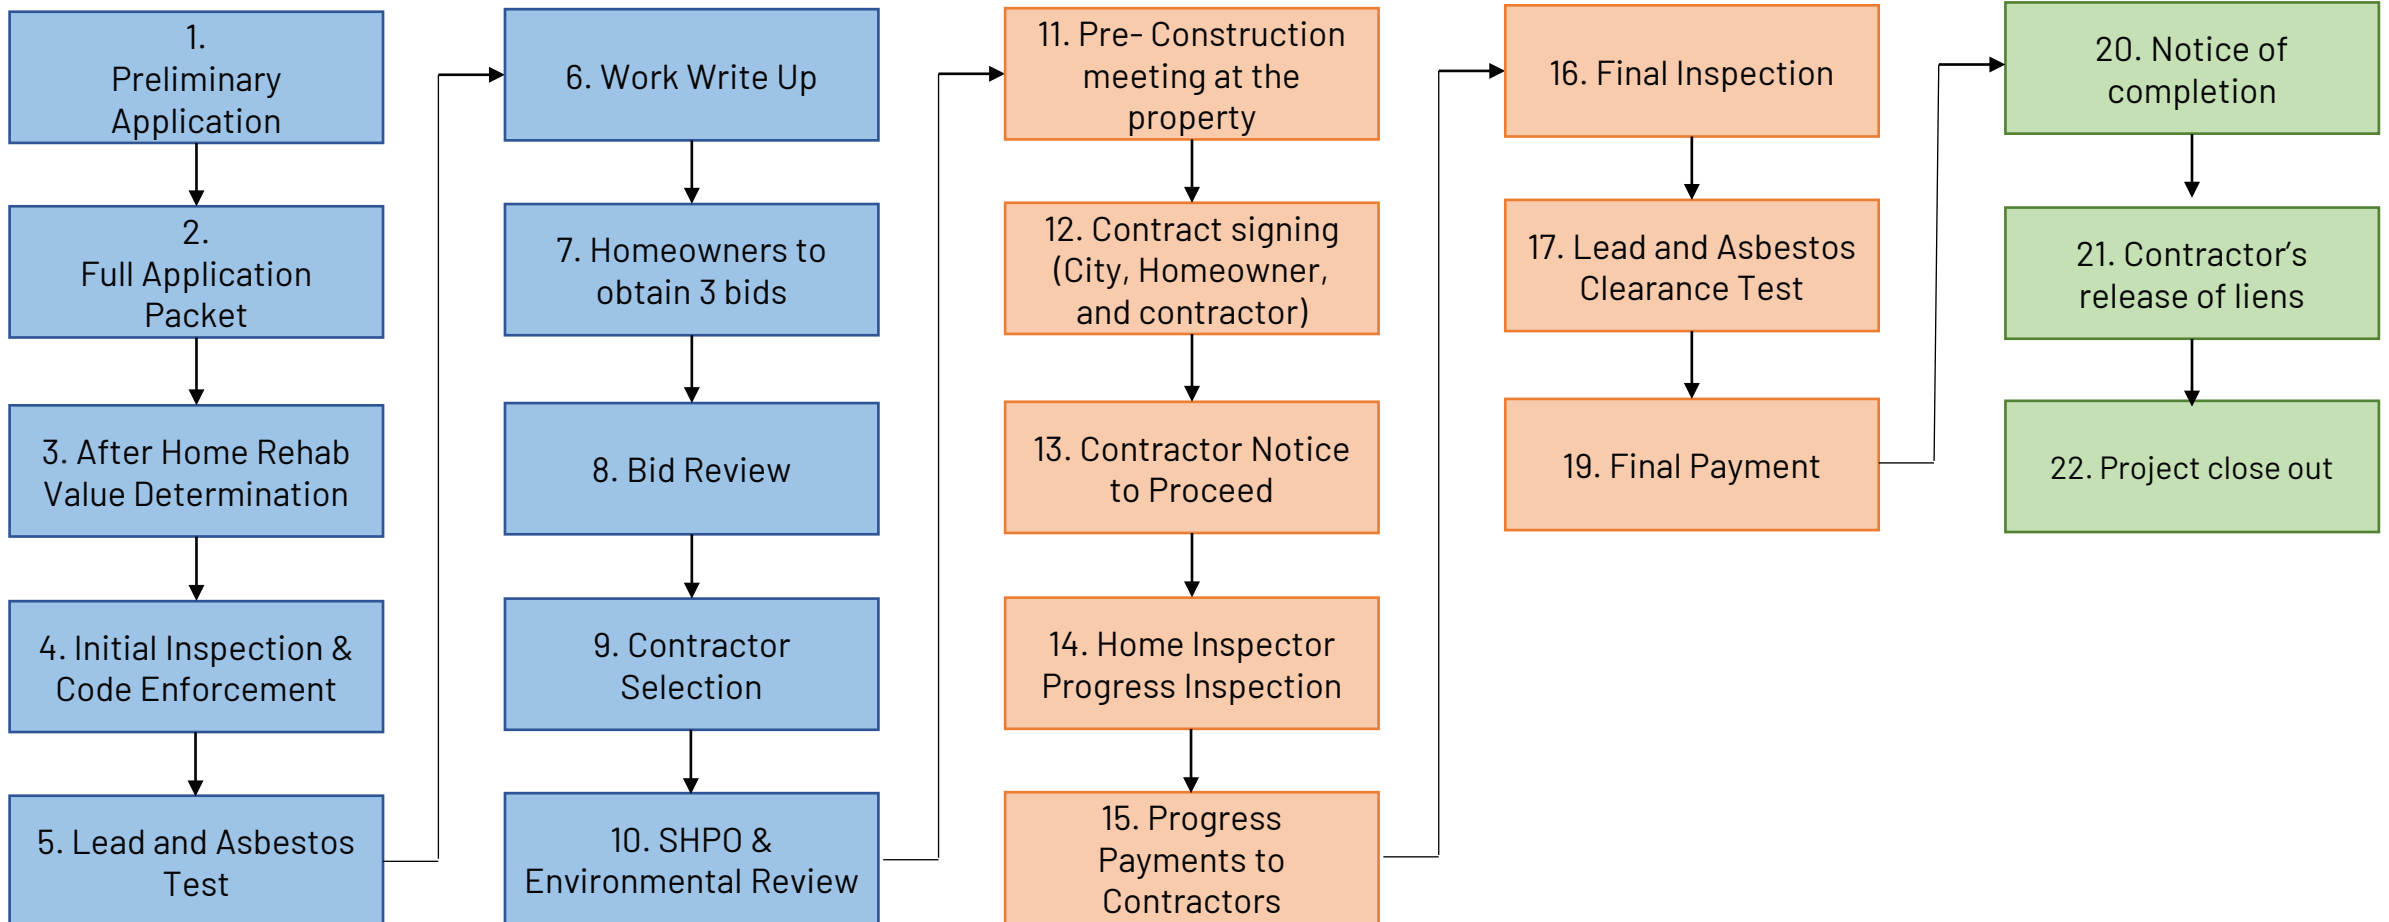 1.
Preliminary
Application
2.
Full Application
Packet
3. After Home Rehab
Value Determination
4. Initial Inspection &
Code Enforcement
5. Lead and Asbestos
Test
6. Work Write Up
7. Homeowners to
obtain 3 bids
8. Bid Review
9. Contractor
Selection
10. SHPO &
Environmental Review
11. Pre- Construction
meeting at the
property
12. Contract signing
(City, Homeowner,
and contractor)
13. Contractor Notice
to Proceed
14. Home Inspector
Progress Inspection
15. Progress
Payments to
Contractors
16. Final Inspection
17. Lead and Asbestos
Clearance Test
19. Final Payment
20. Notice of
completion
21. Contractor’s
release of liens
22. Project close out